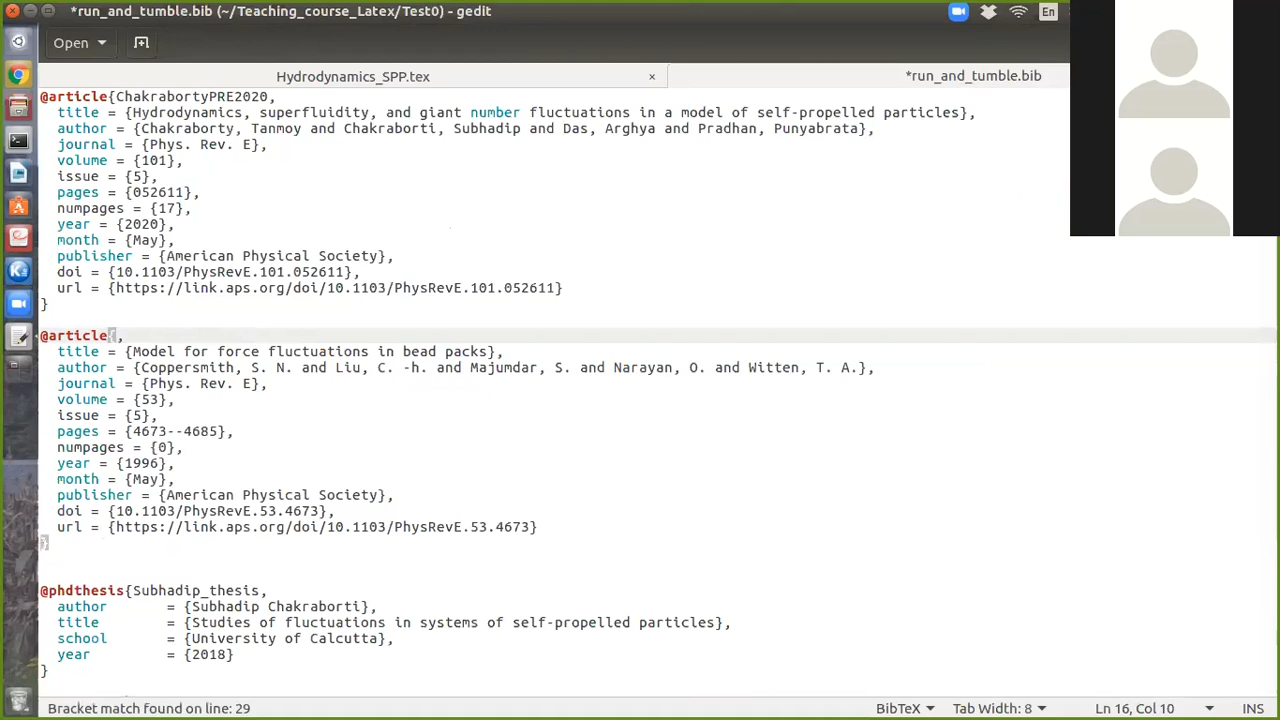 *run_and_tumble.bib (~/Teaching_course_Latex/Test0) - gedit
En
Open
Hydrodynamics_SPP.tex
×
*run_and_tumble.bib
@article{ChakrabortyPRE2020,
title = {Hydrodynamics, superfluidity, and giant number fluctuations in a model of self-propelled particles},
author = {Chakraborty, Tanmoy and Chakraborti, Subhadip and Das, Arghya and Pradhan, Punyabrata},
journal = {Phys. Rev. E},
volume = {101},
issue = {5},
pages = {052611},
numpages = {17},
year = {2020},
month = {May},
publisher = {American Physical Society},
doi = {10.1103/PhysRevE.101.052611},
url = {https://link.aps.org/doi/10.1103/PhysRevE.101.052611}
}
@article{,
title = {Model for force fluctuations in bead packs},
author = {Coppersmith, S. N. and Liu, C. -h. and Majumdar, S. and Narayan, O. and Witten, T. A.},
journal = {Phys. Rev. E},
volume = {53},
issue = {5},
pages = {4673--4685},
numpages = {0},
year = {1996},
month = {May},
publisher = {American Physical Society},
doi = {10.1103/PhysRevE.53.4673},
url = {https://link.aps.org/doi/10.1103/PhysRevE.53.4673}
}
@phdthesis{Subhadip_thesis,
author = {Subhadip Chakraborti},
title = {Studies of fluctuations in systems of self-propelled particles},
school = {University of Calcutta},
year = {2018}
}
Bracket match found on line: 29
BibTeX
Tab Width: 8
Ln 16, Col 10
INS